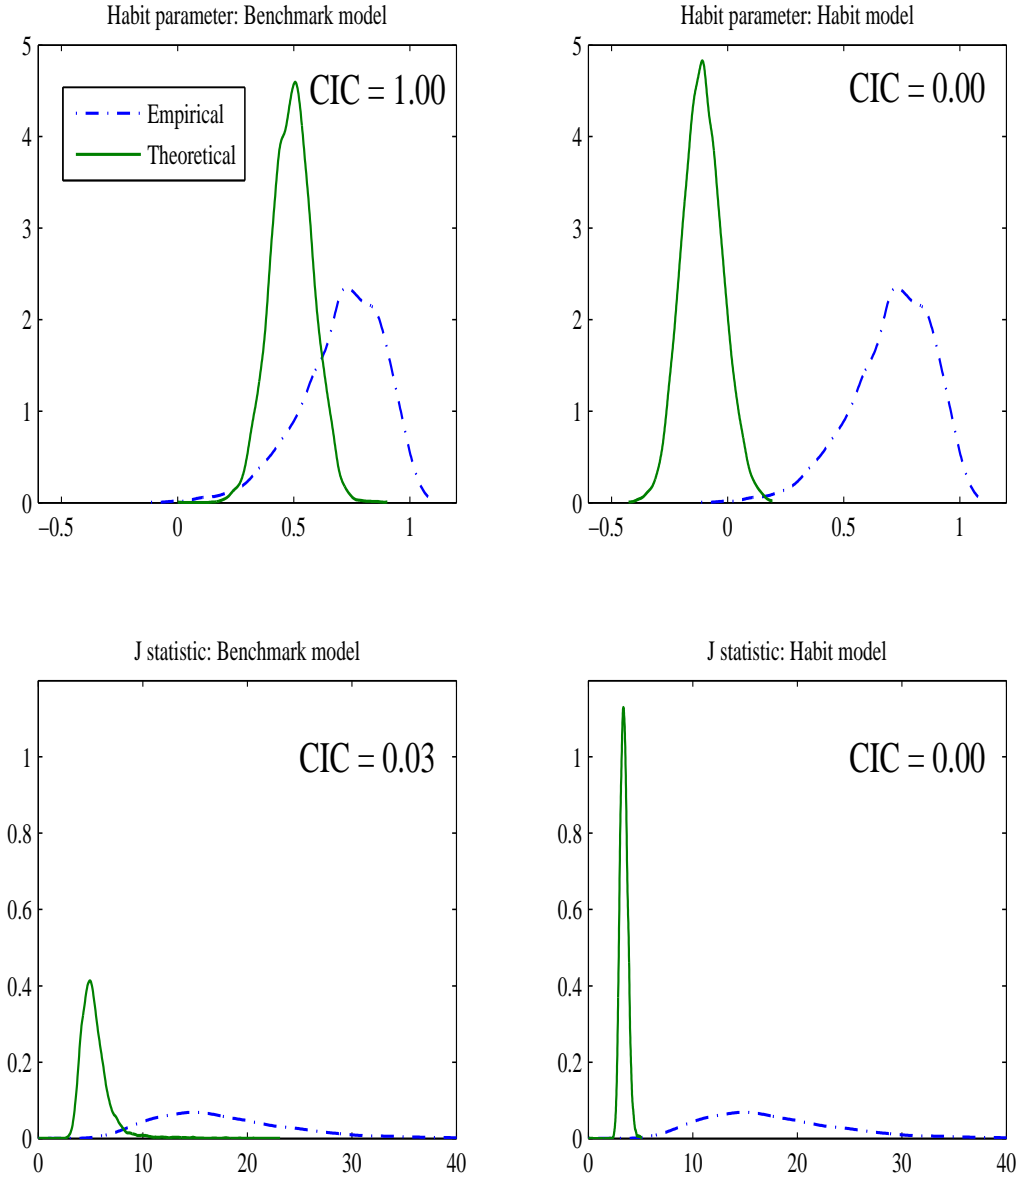 Habit parameter: Benchmark model
5
4
3
2
1
0
−0.5 0 0.5 1
CIC = 1.00
Empirical
Theoretical
Habit parameter: Habit model
5
4
3
2
1
0
−0.5 0 0.5 1
CIC = 0.00
J statistic: Benchmark model
1
0.8
0.6
0.4
0.2
0
0 10 20 30 40
CIC = 0.03
J statistic: Habit model
1
0.8
0.6
0.4
0.2
0
0 10 20 30 40
CIC = 0.00